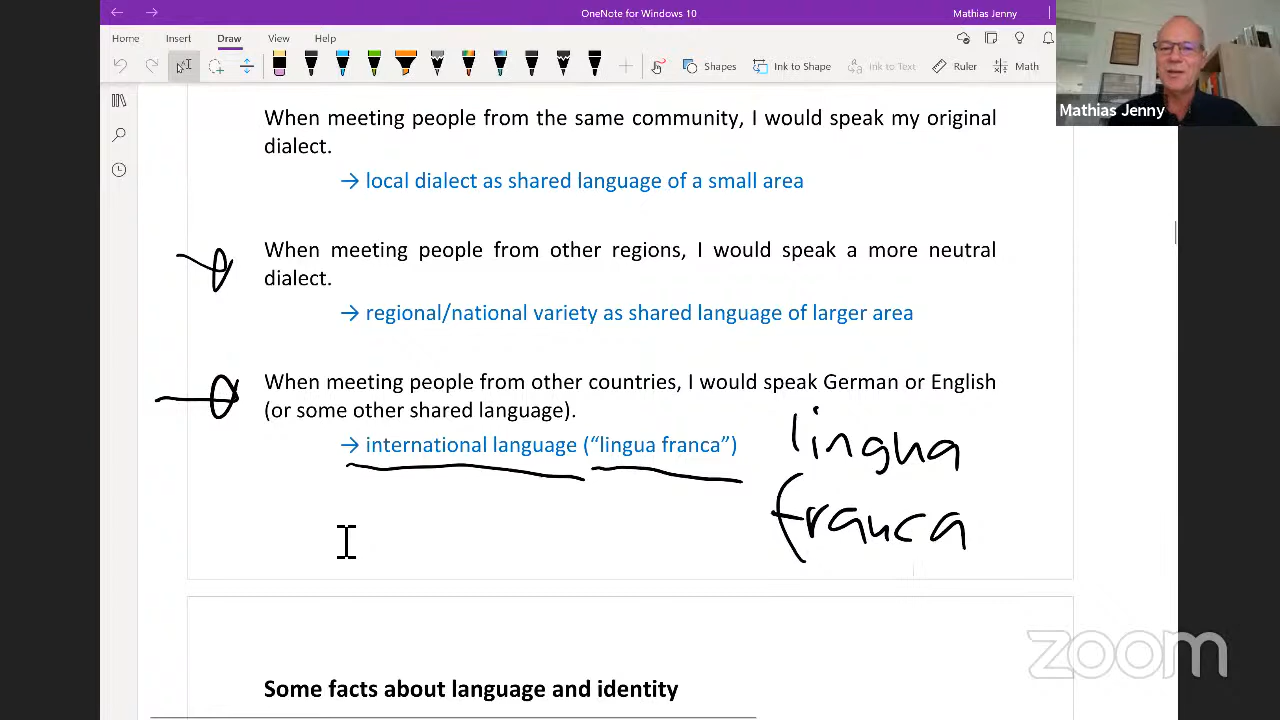 OneNote for Windows 10
Mathias Jenny
Home Insert Draw View Help
Shapes Ink to Shape Ink to Text Ruler Math
Mathias Jenny
When meeting people from the same community, I would speak my original
dialect.
→ local dialect as shared language of a small area
When meeting people from other regions, I would speak a more neutral
dialect.
→ regional/national variety as shared language of larger area
When meeting people from other countries, I would speak German or English
(or some other shared language).
→ international language (“lingua franca”)
lingua
franca
zoom
Some facts about language and identity